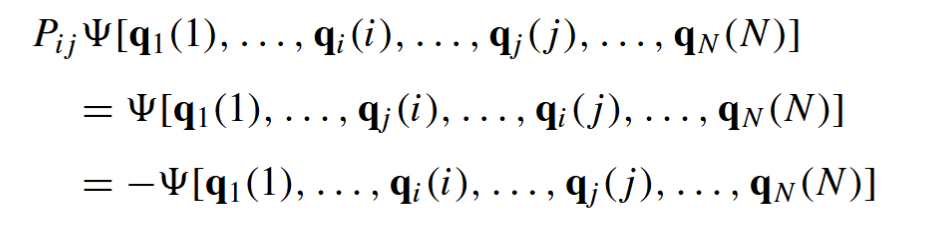 P_{ij}Ψ[𝐪_1(1), . . . , 𝐪_i(i), . . . , 𝐪_j(j), . . . , 𝐪_N(N)]
= Ψ[𝐪_1(1), . . . , 𝐪_j(i), . . . , 𝐪_i(j), . . . , 𝐪_N(N)]
= −Ψ[𝐪_1(1), . . . , 𝐪_i(i), . . . , 𝐪_j(j), . . . , 𝐪_N(N)]